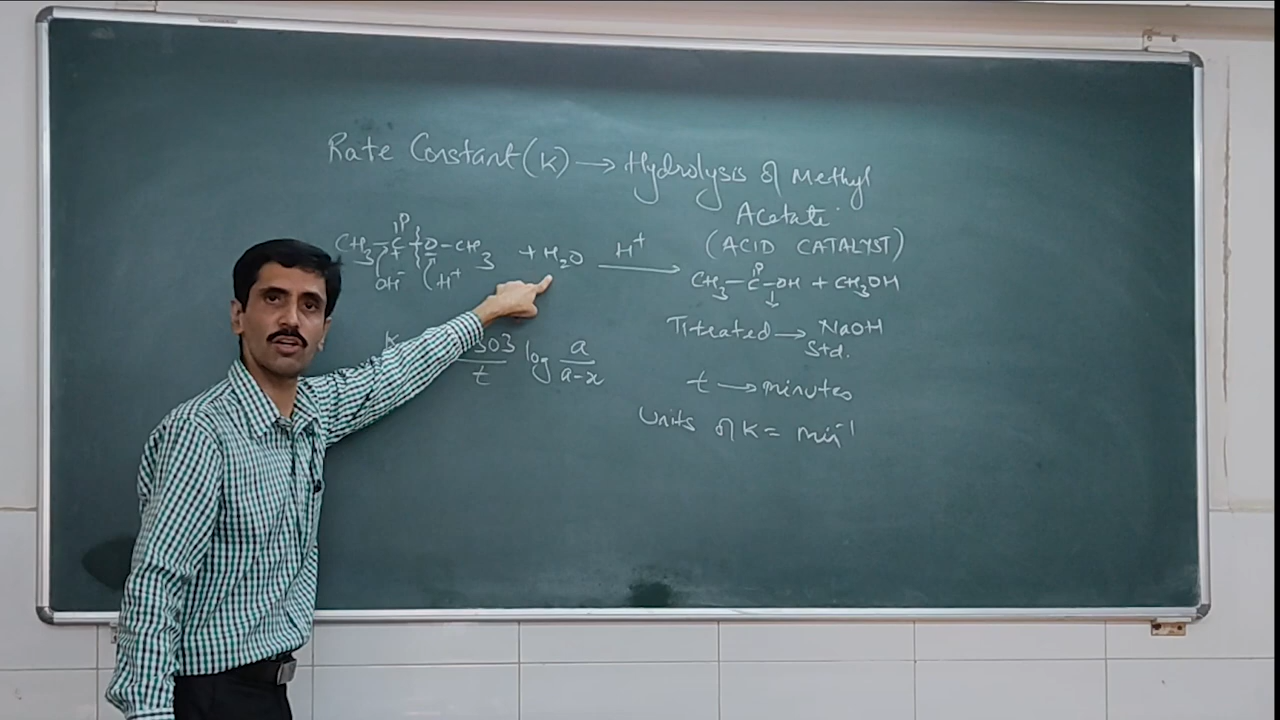 Rate Constant (K) → Hydrolysis of Methyl
Acetate
(ACID CATALYST)
O
CH3-C-O-CH3 + H2O H+ →
OH- H+
O
CH3-C-OH + CH3OH
↓
Titrated → NaOH
Std.
K 303/t log a/a-x
t → minutes
Units of K = min-1